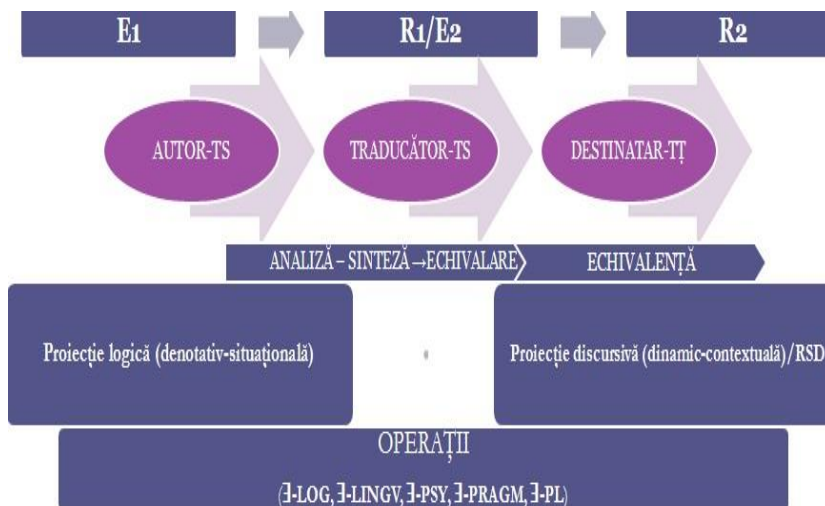 E1
R1/E2
R2
AUTOR-TS
TRADUCĂTOR-TS
DESTINATAR-TȚ
ANALIZĂ – SINTEZĂ →ECHIVALARE
ECHIVALENȚĂ
Proiecție logică (denotativ-situațională)
Proiecție discursivă (dinamic-contextuală)/RSD
OPERAȚII
(∃-LOG, ∃-LINGV, ∃-PSY, ∃-PRAGM, ∃-PL)